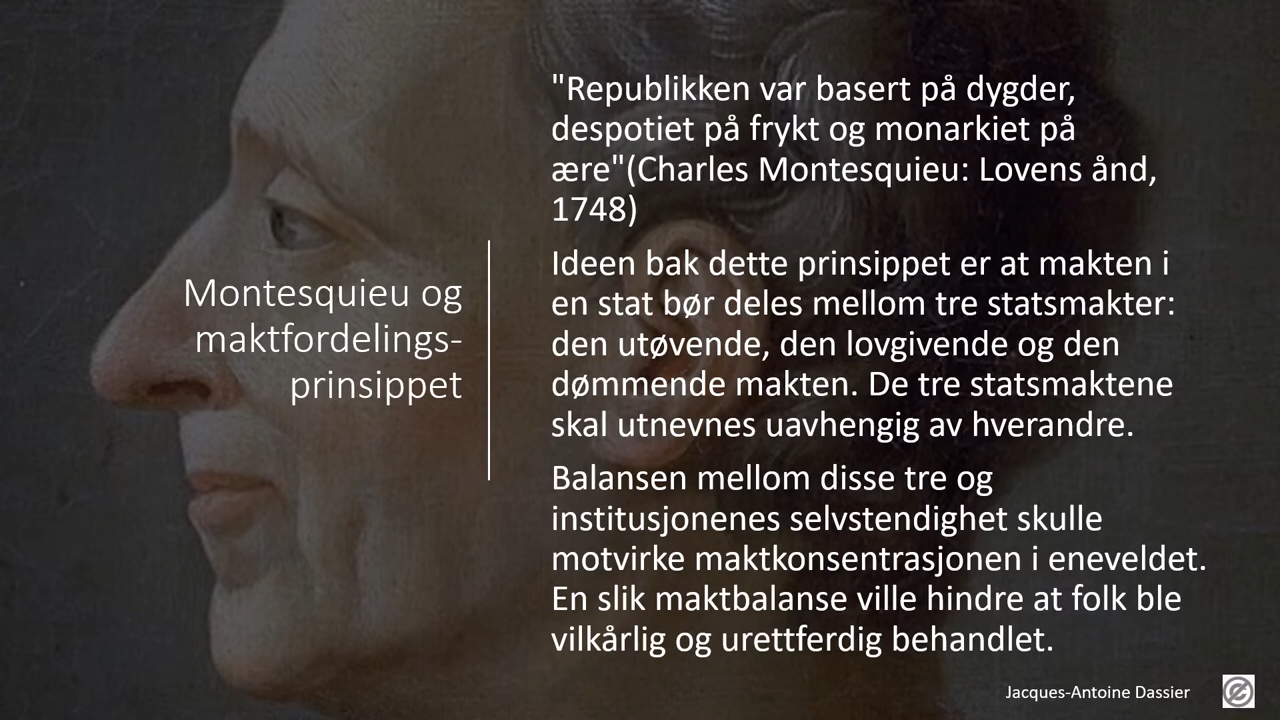 Montesquieu og
maktfordelings-
prinsippet
"Republikken var basert på dygder,
despotiet på frykt og monarkiet på
ære"(Charles Montesquieu: Lovens ånd,
1748)
Ideen bak dette prinsippet er at makten i
en stat bør deles mellom tre statsmakter:
den utøvende, den lovgivende og den
dømmende makten. De tre statsmaktene
skal utnevnes uavhengig av hverandre.
Balansen mellom disse tre og
institusjonenes selvstendighet skulle
motvirke maktkonsentrasjonen i eneveldet.
En slik maktbalanse ville hindre at folk ble
vilkårlig og urettferdig behandlet.
Jacques-Antoine Dassier